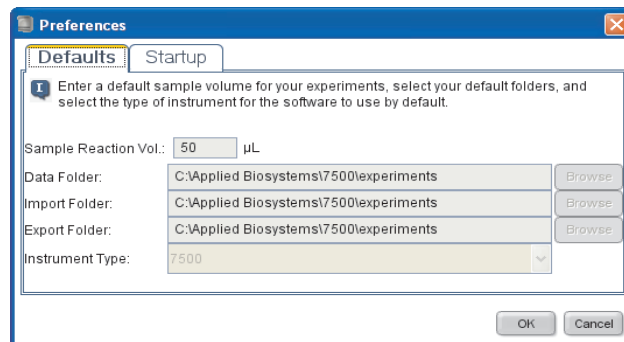 Preferences
Defaults Startup
Enter a default sample volume for your experiments, select your default folders, and
select the type of instrument for the software to use by default.
Sample Reaction Vol.: 50 µL
Data Folder: C:\Applied Biosystems\7500\experiments Browse
Import Folder: C:\Applied Biosystems\7500\experiments Browse
Export Folder: C:\Applied Biosystems\7500\experiments Browse
Instrument Type: 7500
OK Cancel